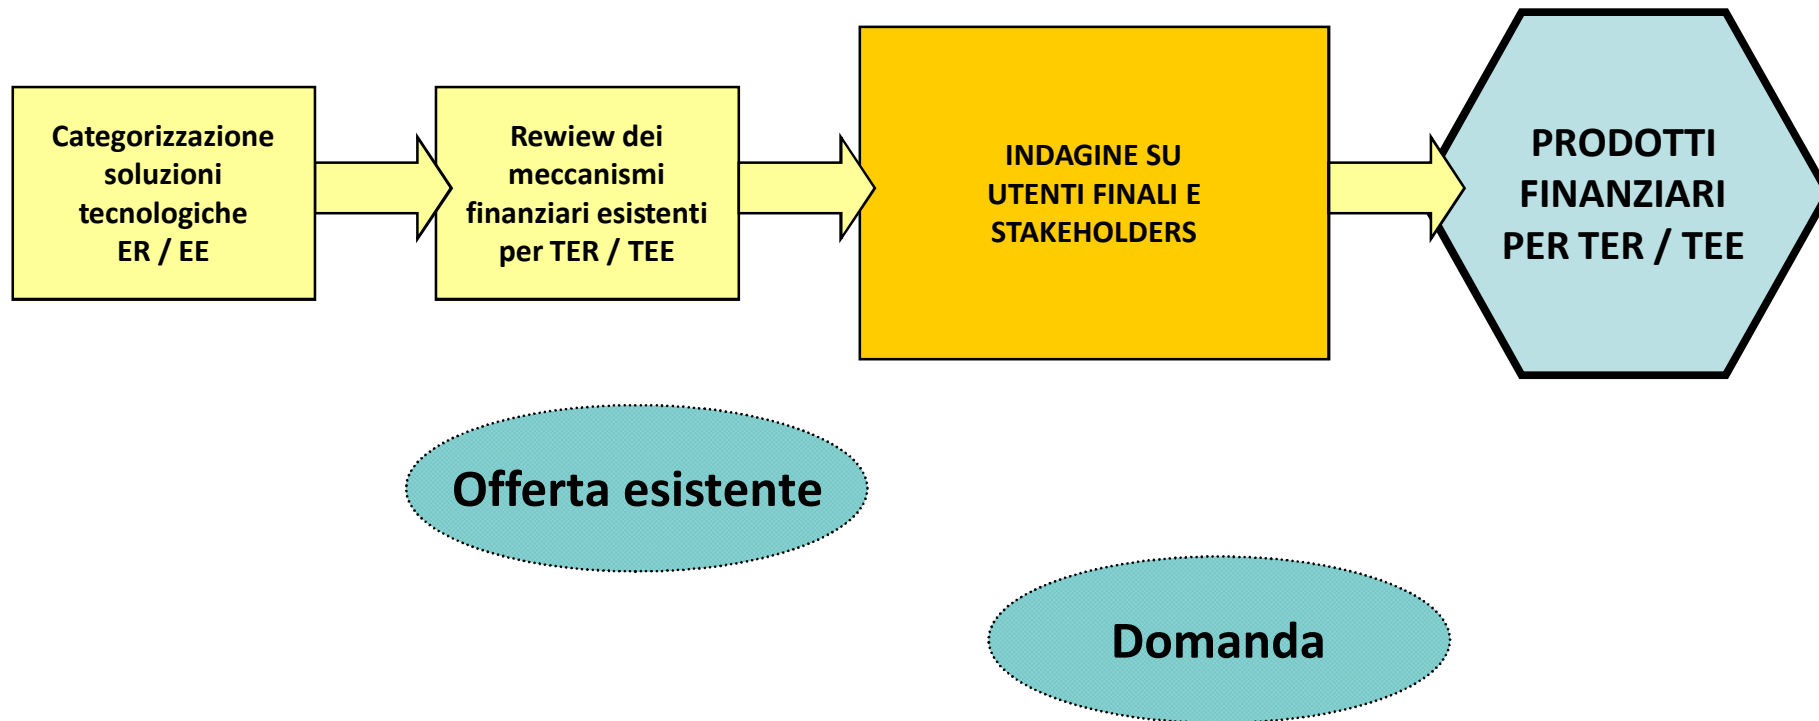 Categorizzazione
soluzioni
tecnologiche
ER / EE
Rewiew dei
meccanismi
finanziari esistenti
per TER / TEE
INDAGINE SU
UTENTI FINALI E
STAKEHOLDERS
PRODOTTI
FINANZIARI
PER TER / TEE
Offerta esistente
Domanda